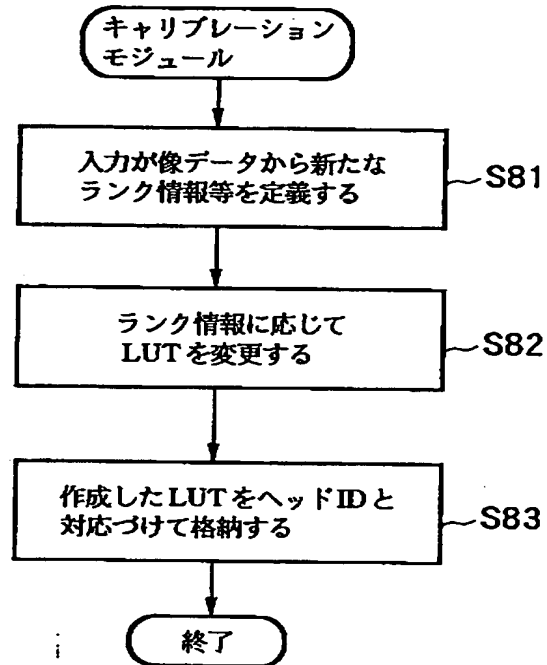 キャリブレーション
モジュール
入力が像データから新たな
ランク情報等を定義する
S81
ランク情報に応じて
LUTを変更する
S82
作成したLUTをヘッドIDと
対応づけて格納する
S83
終了